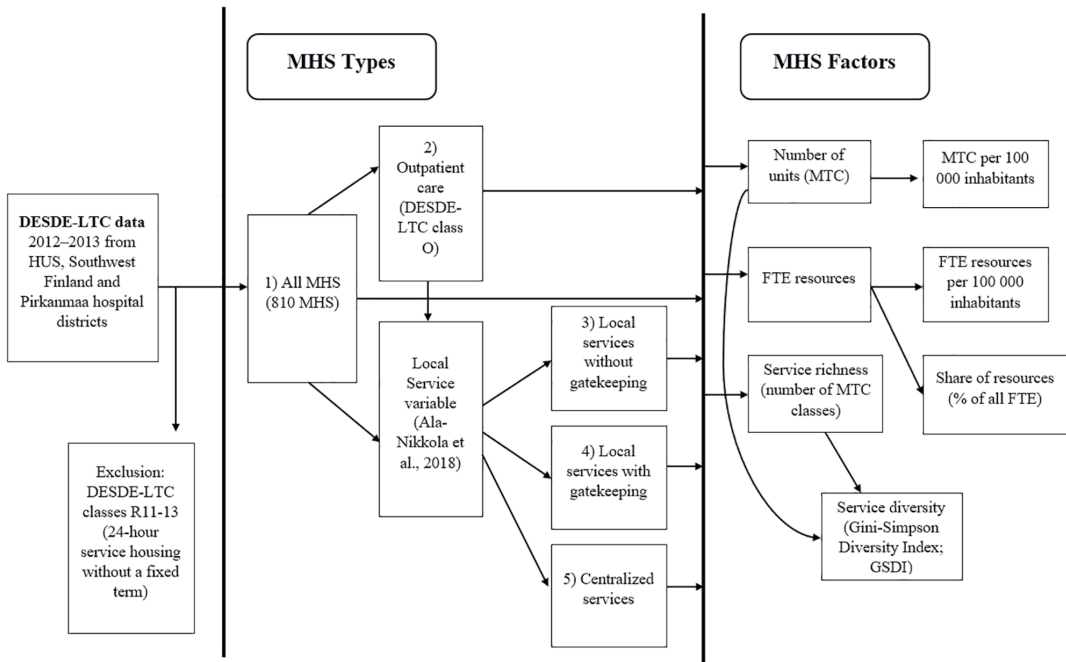 MHS Types
MHS Factors
DESDE-LTC data
2012–2013 from
HUS, Southwest
Finland and
Pirkanmaa hospital
districts
Exclusion:
DESDE-LTC
classes R11-13
(24-hour
service housing
without a fixed
term)
1) All MHS
(810 MHS)
2)
Outpatient
care
(DESDE-
LTC class
O)
Local
Service
variable
(Ala-
Nikkola et
al., 2018)
3) Local
services
without
gatekeeping
4) Local
services with
gatekeeping
5) Centralized
services
Number of
units (MTC)
MTC per 100
000 inhabitants
FTE resources
FTE resources
per 100 000
inhabitants
Share of resources
(% of all FTE)
Service richness
(number of MTC
classes)
Service diversity
(Gini-Simpson
Diversity Index;
GSDI)